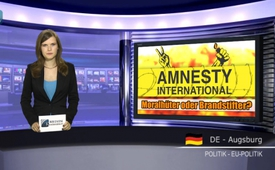 AMNESTY
INTERNATIONAL
Moralhüter oder Brandstifter?
DE - Augsburg
POLITIK - EU-POLITIK